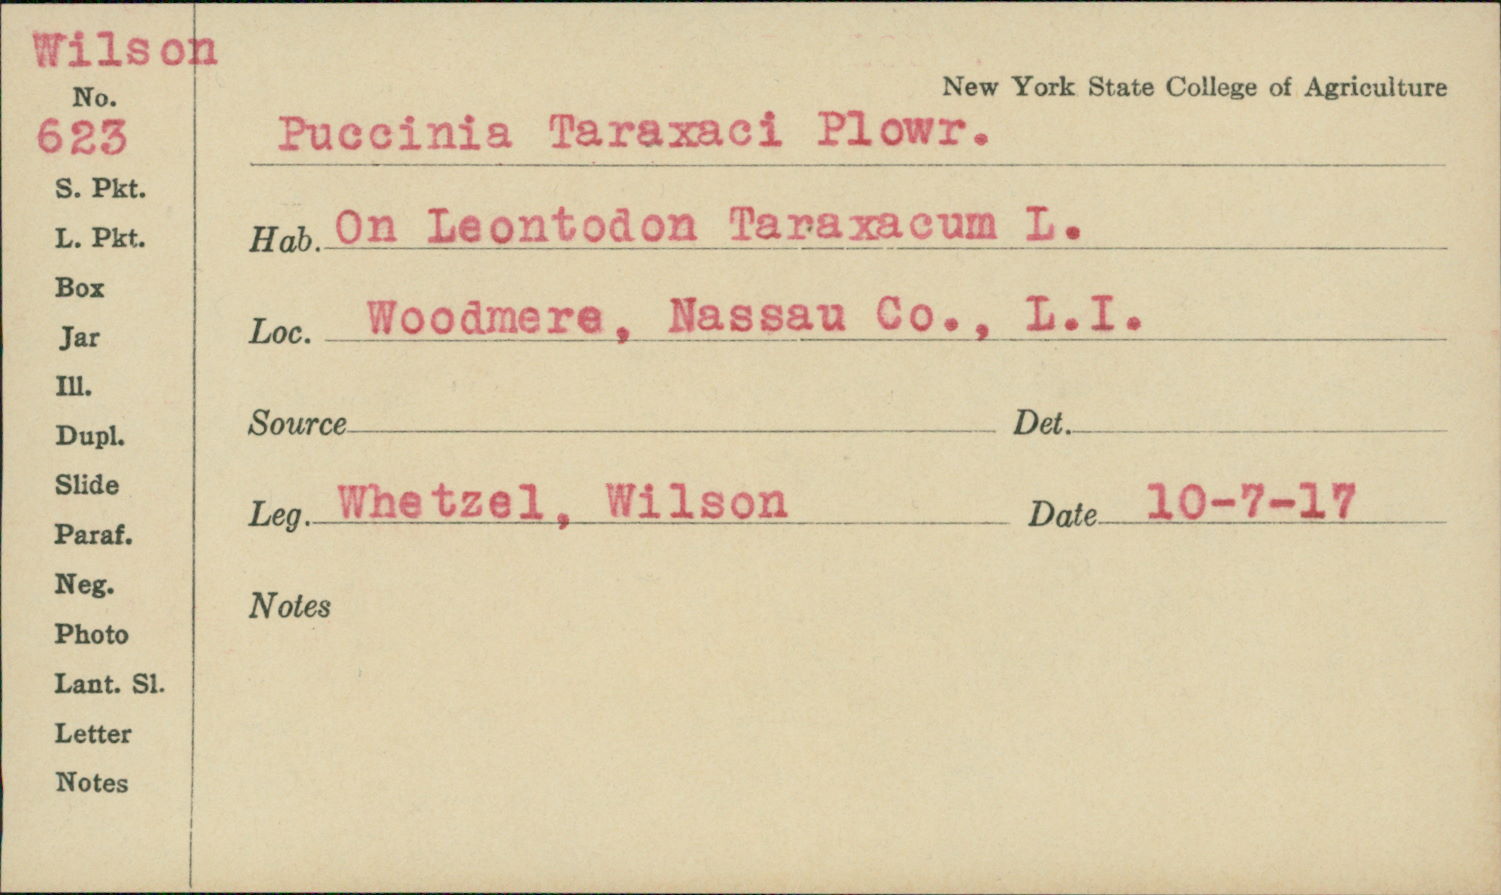 Wilson
No.
623
S. Pkt.
L. Pkt.
Box
Jar
Ill.
Dupl.
Slide
Paraf.
Neg.
Photo
Lant. Sl.
Letter
Notes
New York State College of Agriculture
Puccinia Taraxaci Plowr.
Hab. On Leontodon Taraxacum L.
Loc. Woodmere, Nassau Co., L.I.
Source Det.
Leg. Whetzel, Wilson Date 10-7-17
Notes